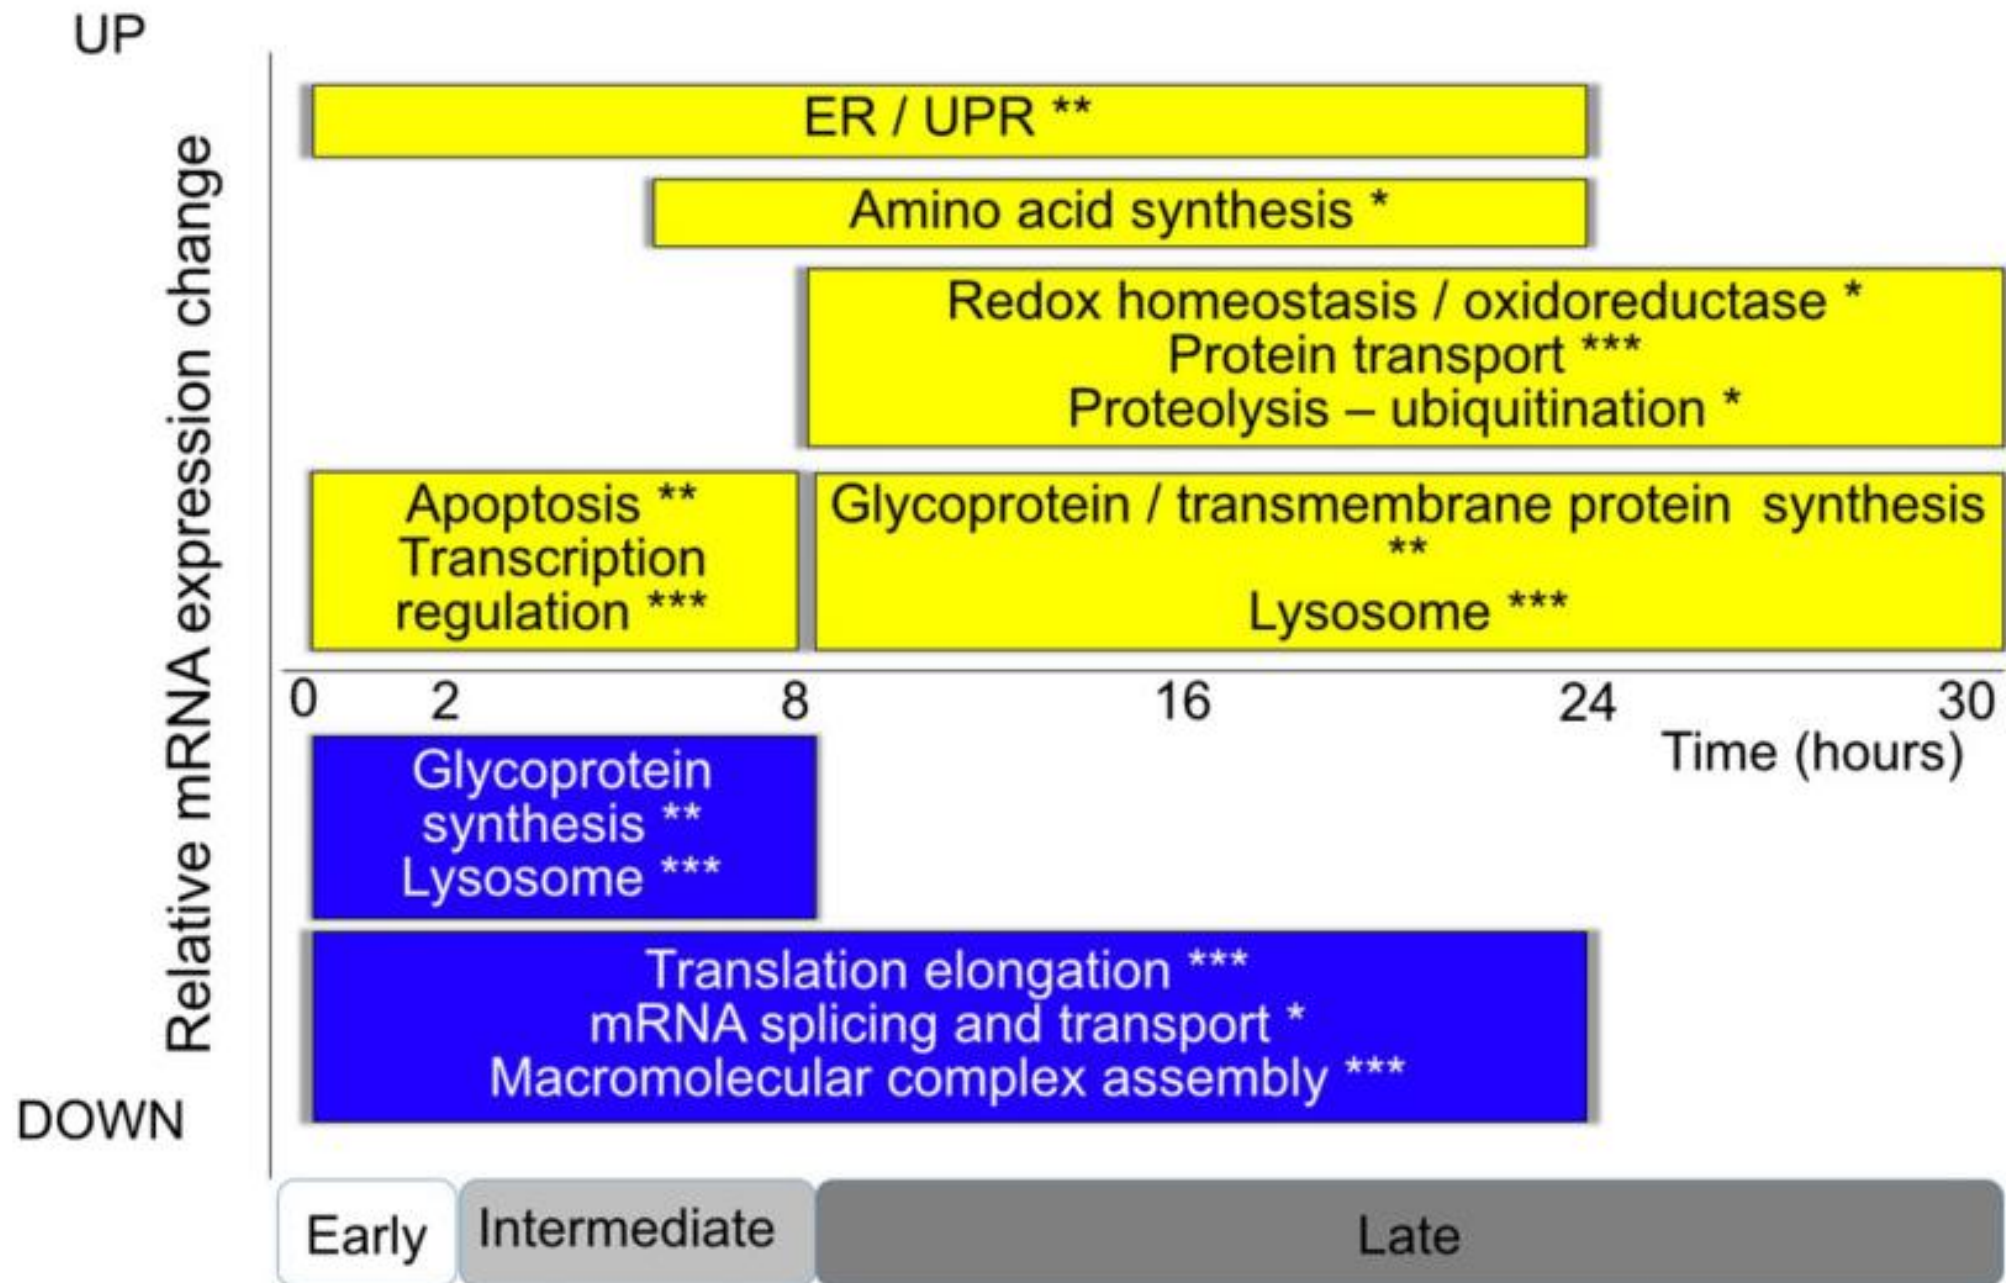 UP
Relative mRNA expression change
ER / UPR **
Amino acid synthesis *
Redox homeostasis / oxidoreductase *
Protein transport ***
Proteolysis – ubiquitination *
Apoptosis **
Transcription
regulation ***
Glycoprotein / transmembrane protein synthesis
**
Lysosome ***
0 2 8 16 24 30
Time (hours)
Glycoprotein
synthesis **
Lysosome ***
Translation elongation ***
mRNA splicing and transport *
Macromolecular complex assembly ***
DOWN
Early Intermediate Late